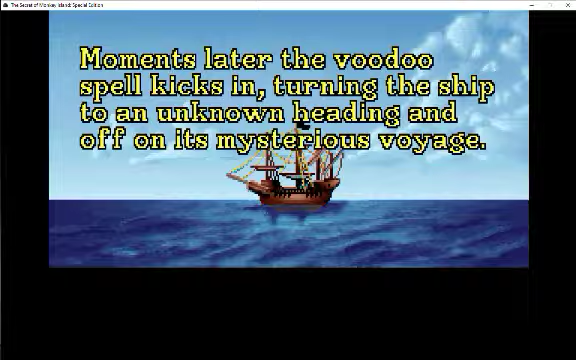 The Secret of Monkey Island: Special Edition
Moments later the voodoo
spell kicks in, turning the ship
to an unknown heading and
off on its mysterious voyage.